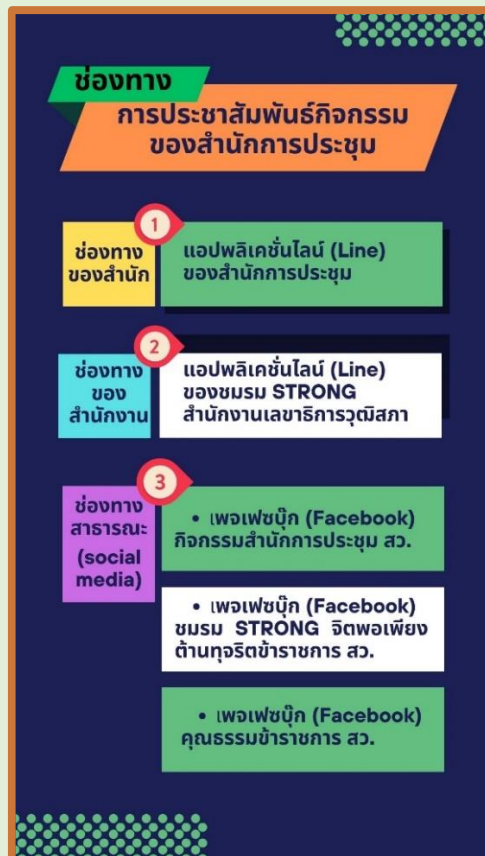 ช่องทาง
การประชาสัมพันธ์กิจกรรม
ของสำนักการประชุม
1
ช่องทาง
ของสำนัก
แอปพลิเคชั่นไลน์ (Line)
ของสำนักการประชุม
2
ช่องทาง
ของ
สำนักงาน
แอปพลิเคชั่นไลน์ (Line)
ของชมรม STRONG
สำนักงานเลขาธิการวุฒิสภา
3
ช่องทาง
สาธารณะ
(social
media)
• เพจเฟซบุ๊ก (Facebook)
กิจกรรมสำนักการประชุม สว.
• เพจเฟซบุ๊ก (Facebook)
ชมรม STRONG จิตพอเพียง
ต้านทุจริตข้าราชการ สว.
• เพจเฟซบุ๊ก (Facebook)
คุณธรรมข้าราชการ สว.